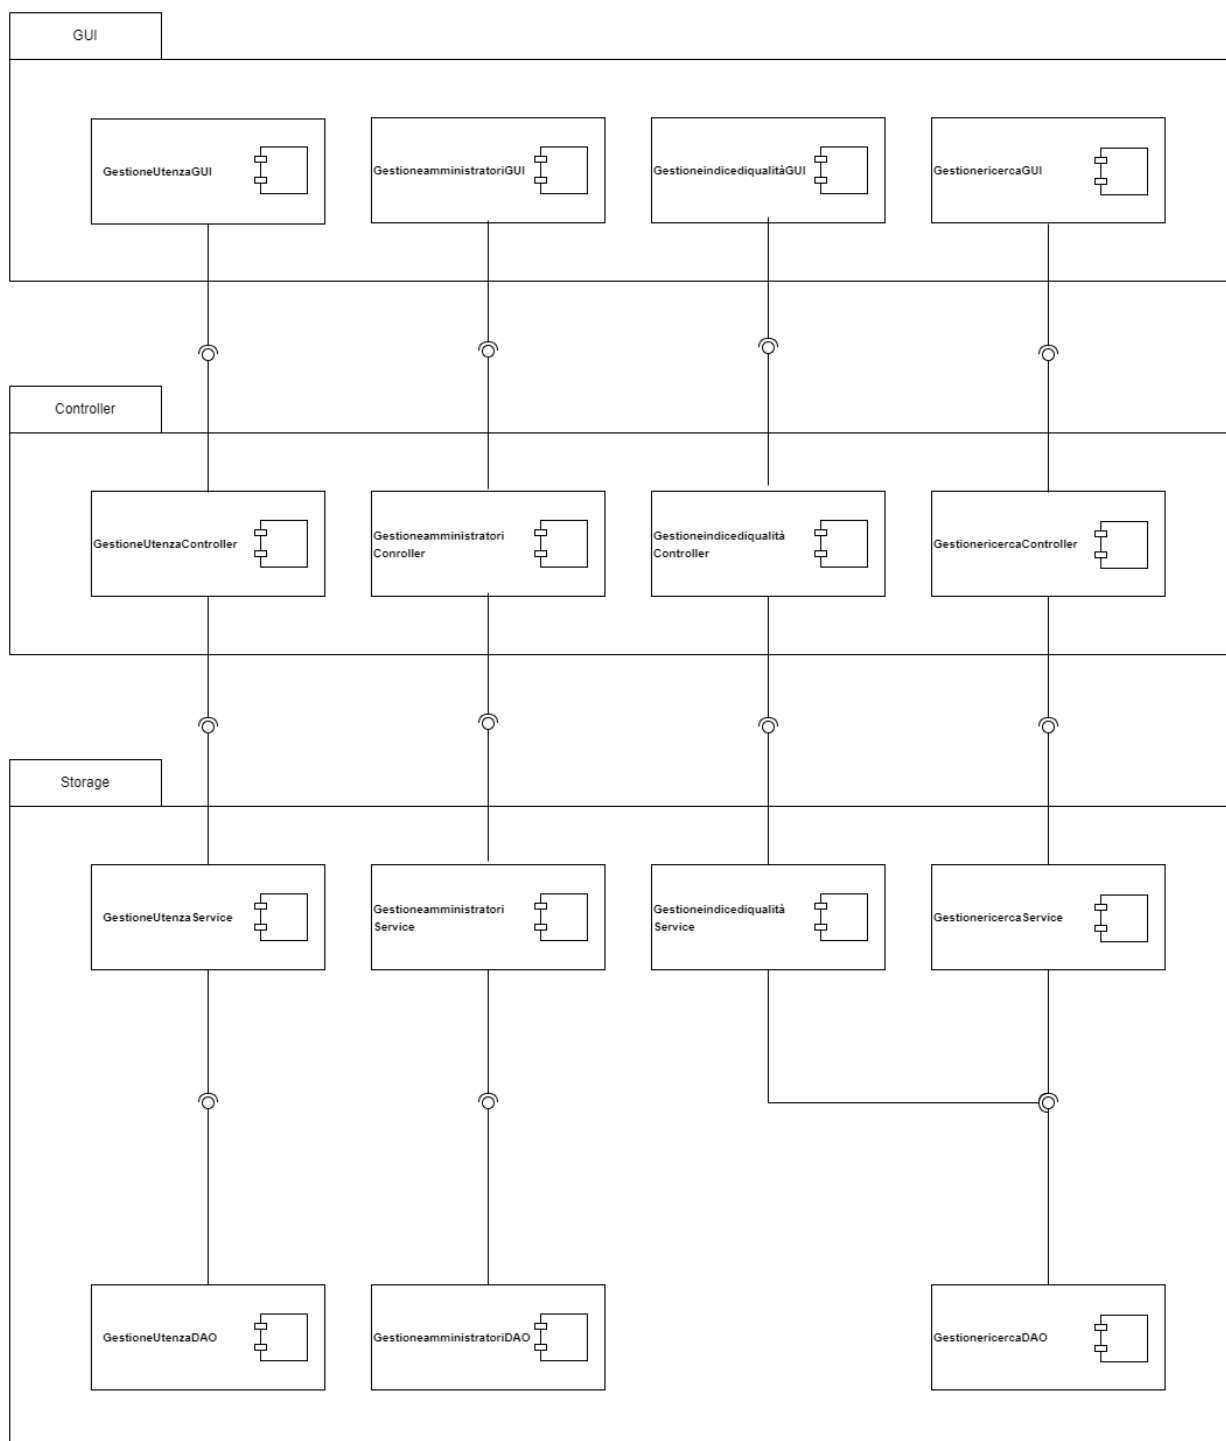 GUI
GestioneUtenzaGUI
GestioneamministratoriGUI
GestioneindicediqualitàGUI
GestionericercaGUI
Controller
GestioneUtenzaController
Gestioneamministratori
Conroller
Gestioneindicediqualità
Controller
GestionericercaController
Storage
GestioneUtenzaService
Gestioneamministratori
Service
Gestioneindicediqualità
Service
GestionericercaService
GestioneUtenzaDAO
GestioneamministratoriDAO
GestionericercaDAO